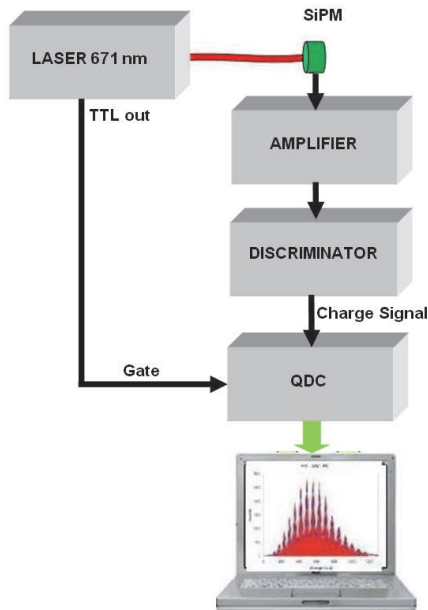 SiPM
LASER 671 nm
TTL out
AMPLIFIER
DISCRIMINATOR
Charge Signal
Gate
QDC